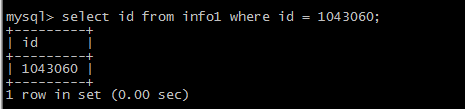 mysql> select id from info1 where id = 1043060;
+---------+
| id      |
+---------+
| 1043060 |
+---------+
1 row in set (0.00 sec)